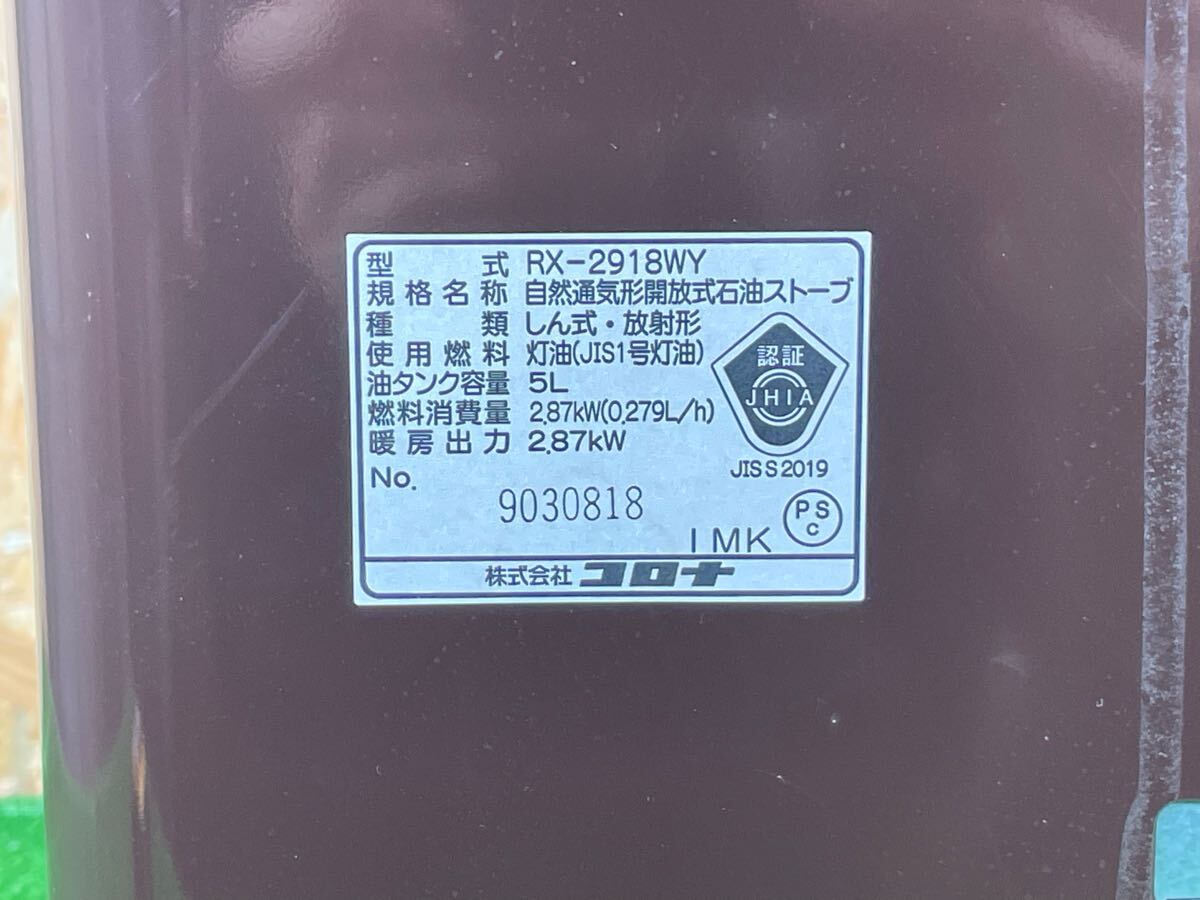 型式 RX-2918WY
規格名称 自然通気形開放式石油ストーブ
種類 しん式・放射形
使用燃料 灯油(JIS1号灯油)
油タンク容量 5L
燃料消費量 2.87kW(0.279L/h)
暖房出力 2.87kW
認証
JHIA
JIS S 2019
No.
9030818
IMK
PS
C
株式会社 コロナ